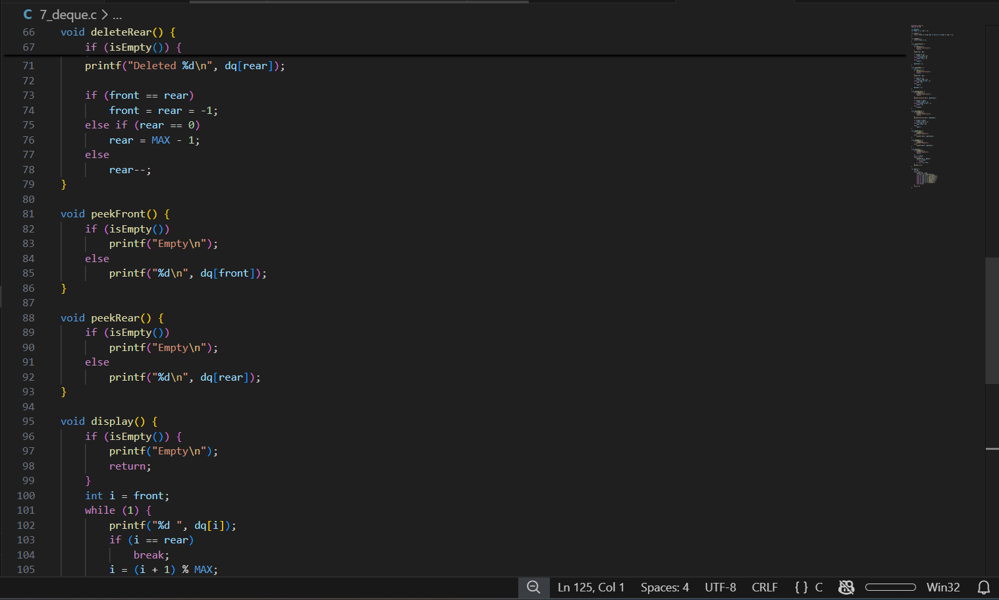 C 7_deque.c > ...
66 void deleteRear() {
67     if (isEmpty()) {
71     printf("Deleted %d\n", dq[rear]);
72
73     if (front == rear)
74         front = rear = -1;
75     else if (rear == 0)
76         rear = MAX - 1;
77     else
78         rear--;
79 }
80
81 void peekFront() {
82     if (isEmpty())
83         printf("Empty\n");
84     else
85         printf("%d\n", dq[front]);
86 }
87
88 void peekRear() {
89     if (isEmpty())
90         printf("Empty\n");
91     else
92         printf("%d\n", dq[rear]);
93 }
94
95 void display() {
96     if (isEmpty()) {
97         printf("Empty\n");
98         return;
99     }
100     int i = front;
101     while (1) {
102         printf("%d ", dq[i]);
103         if (i == rear)
104             break;
105         i = (i + 1) % MAX;
Ln 125, Col 1 Spaces: 4 UTF-8 CRLF { } C Win32